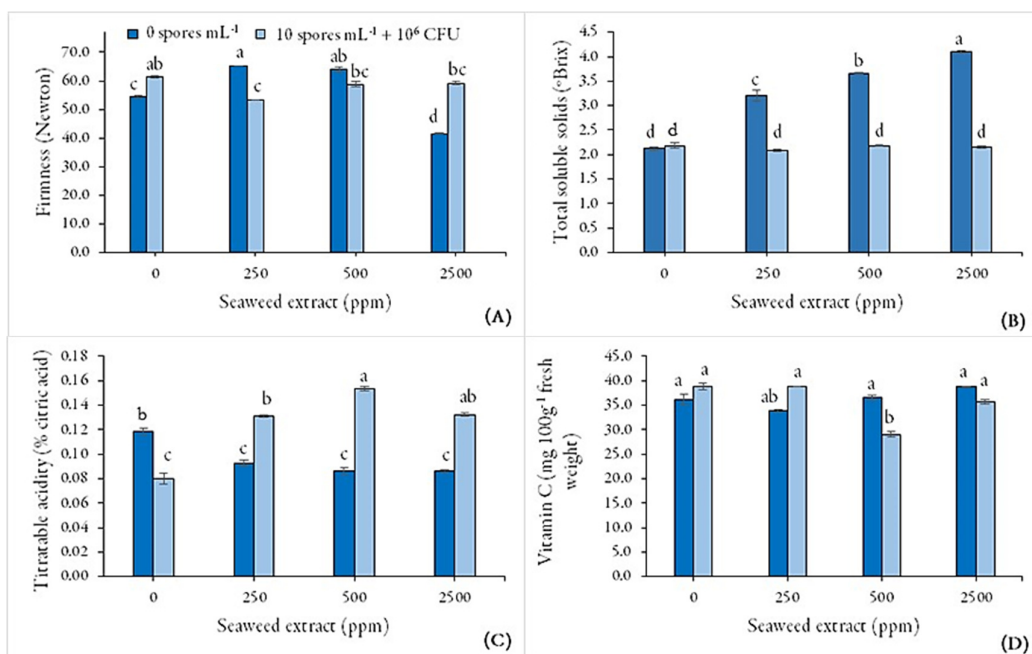 0 spores mL-1 10 spores mL-1 + 10⁶ CFU
Firmness (Newton)
70.0
60.0
50.0
40.0
30.0
20.0
10.0
0.0
c ab a c ab bc d bc
0 250 500 2500
Seaweed extract (ppm)
(A)
Total soluble solids (°Brix)
4.5
4.0
3.5
3.0
2.5
2.0
1.5
1.0
0.5
0.0
d d c d b d a d
0 250 500 2500
Seaweed extract (ppm)
(B)
Titratable acidity (% citric acid)
0.18
0.16
0.14
0.12
0.10
0.08
0.06
0.04
0.02
0.00
b c c b c a c ab
0 250 500 2500
Seaweed extract (ppm)
(C)
Vitamin C (mg 100g-1 fresh
weight)
45.0
40.0
35.0
30.0
25.0
20.0
15.0
10.0
5.0
0.0
a a ab a a b a a
0 250 500 2500
Seaweed extract (ppm)
(D)